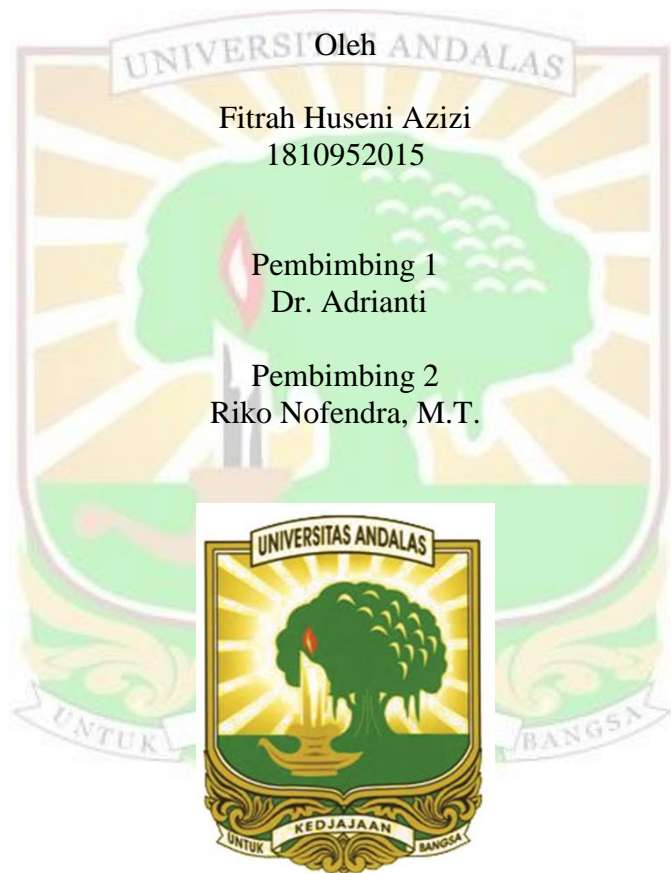 UNIVERSITAS ANDALAS
Oleh
Fitrah Huseni Azizi
1810952015
Pembimbing 1
Dr. Adrianti
Pembimbing 2
Riko Nofendra, M.T.
UNIVERSITAS ANDALAS
UNTUK BANGSA
KEDJAJAAN
UNTUK BANGSA